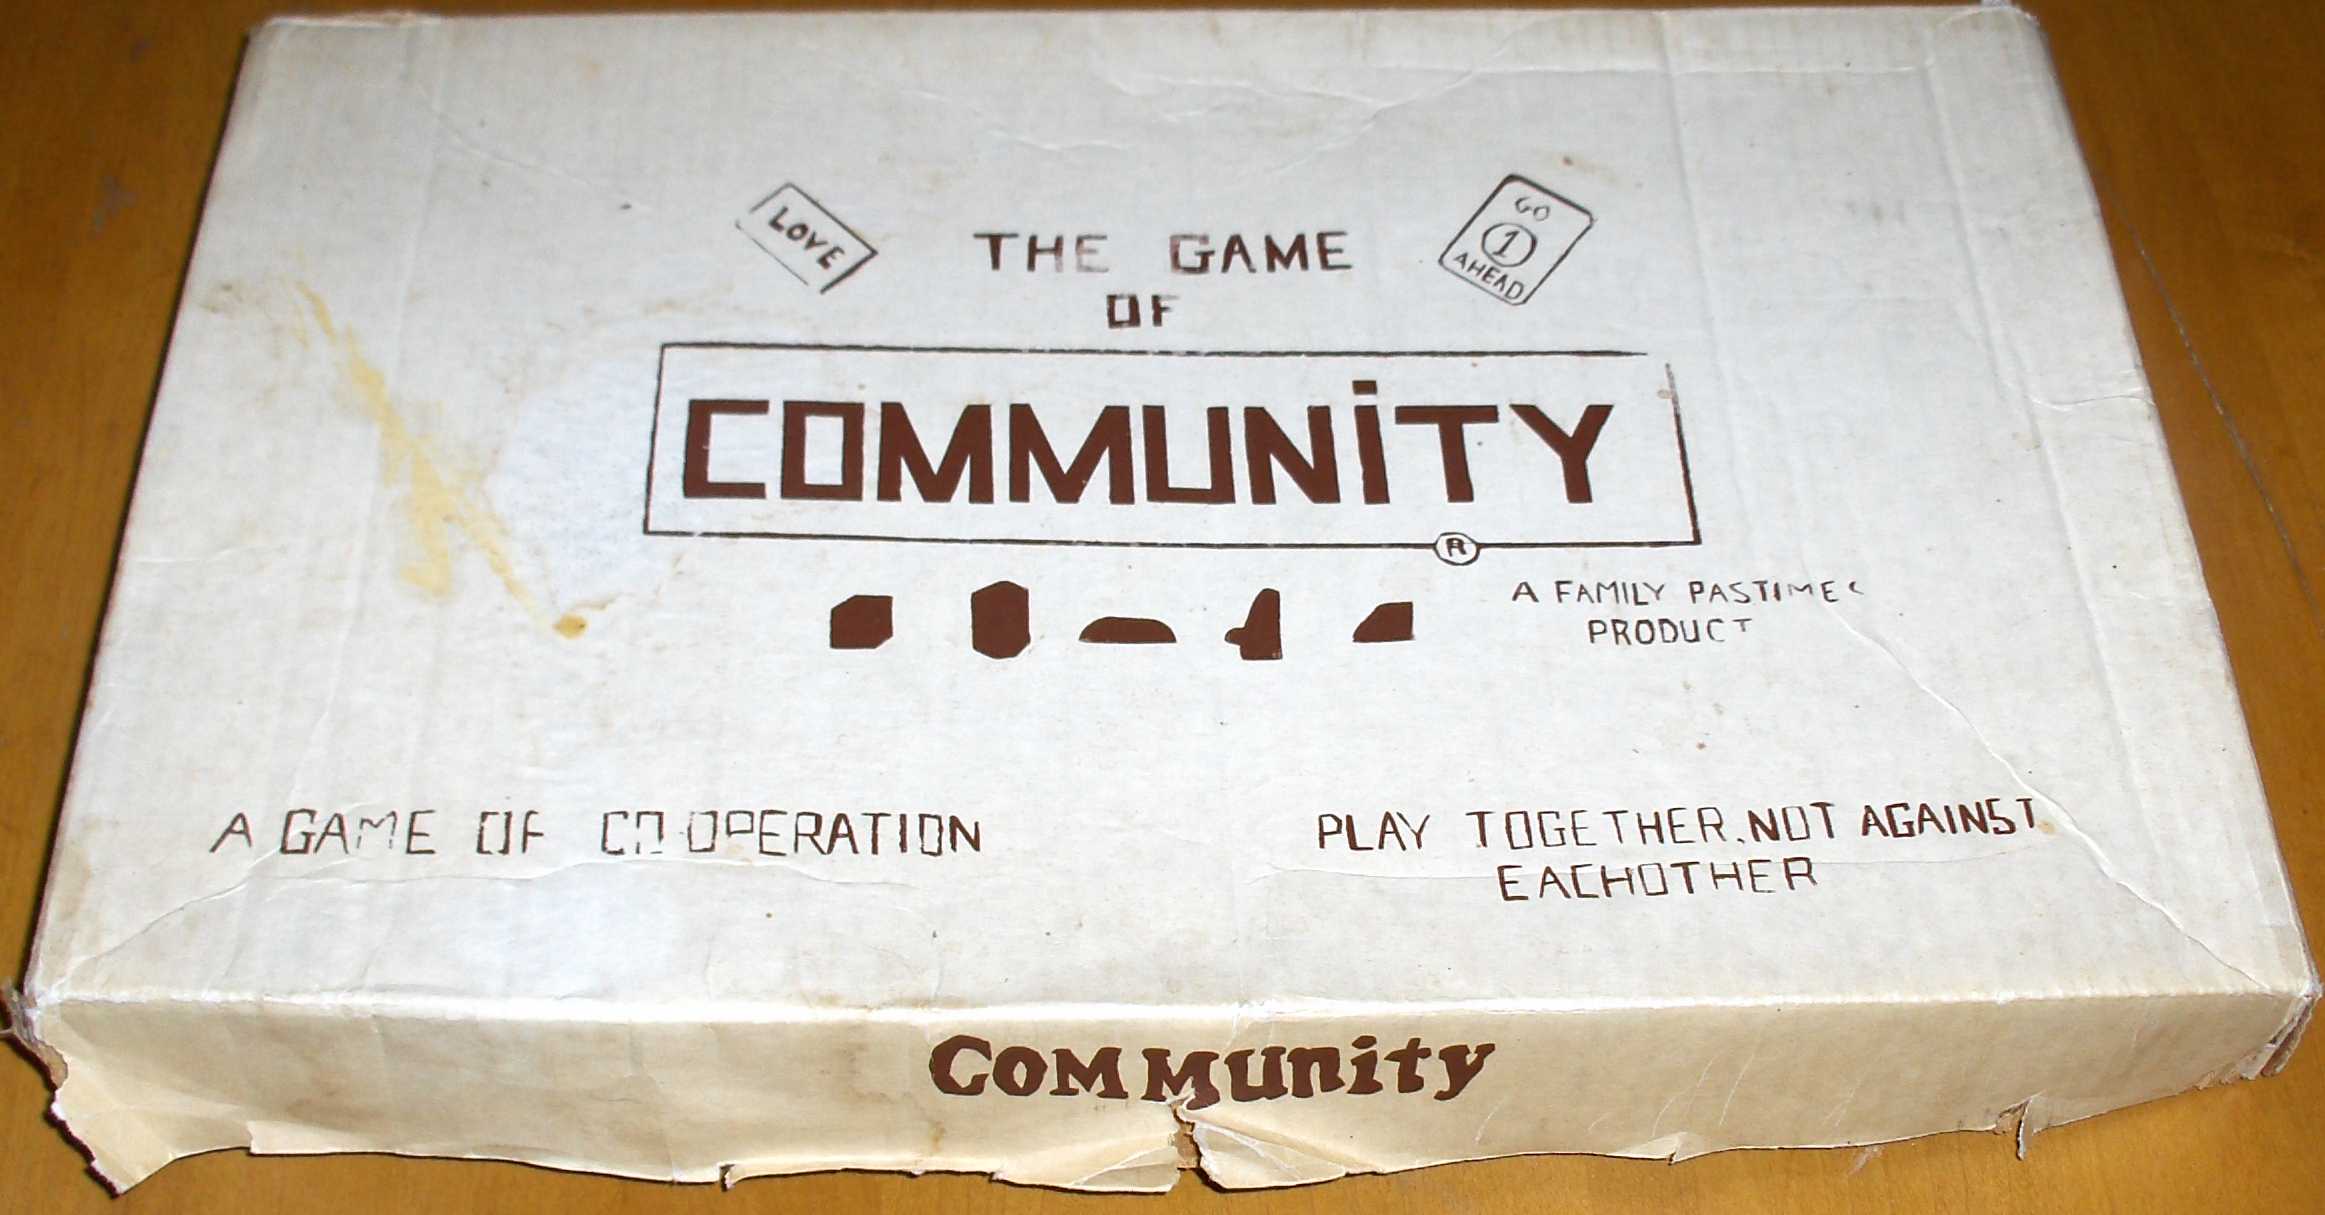 LOVE
THE GAME
OF
GO
1
AHEAD
COMMUNiTY
®
A FAMILY PASTIMES
PRODUCT
A GAME OF CO-OPERATION
PLAY TOGETHER, NOT AGAINST
EACHOTHER
COMMUnity